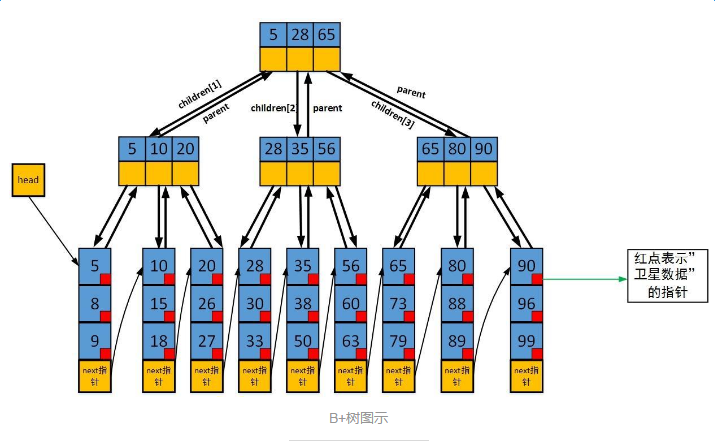 5 28 65
children[1]
parent
children[2
parent
parent
children[3]
5 10 20
28 35 56
65 80 90
head
5 10 20 28 35 56 65 80 90
8 15 26 30 38 60 73 88 96
9 18 27 33 50 63 79 89 99
next指 next指 next指 next指 next指 next指 next指 next指 next指
针 针 针 针 针 针 针 针 针
红点表示”
卫星数据”
的指针
B+树图示